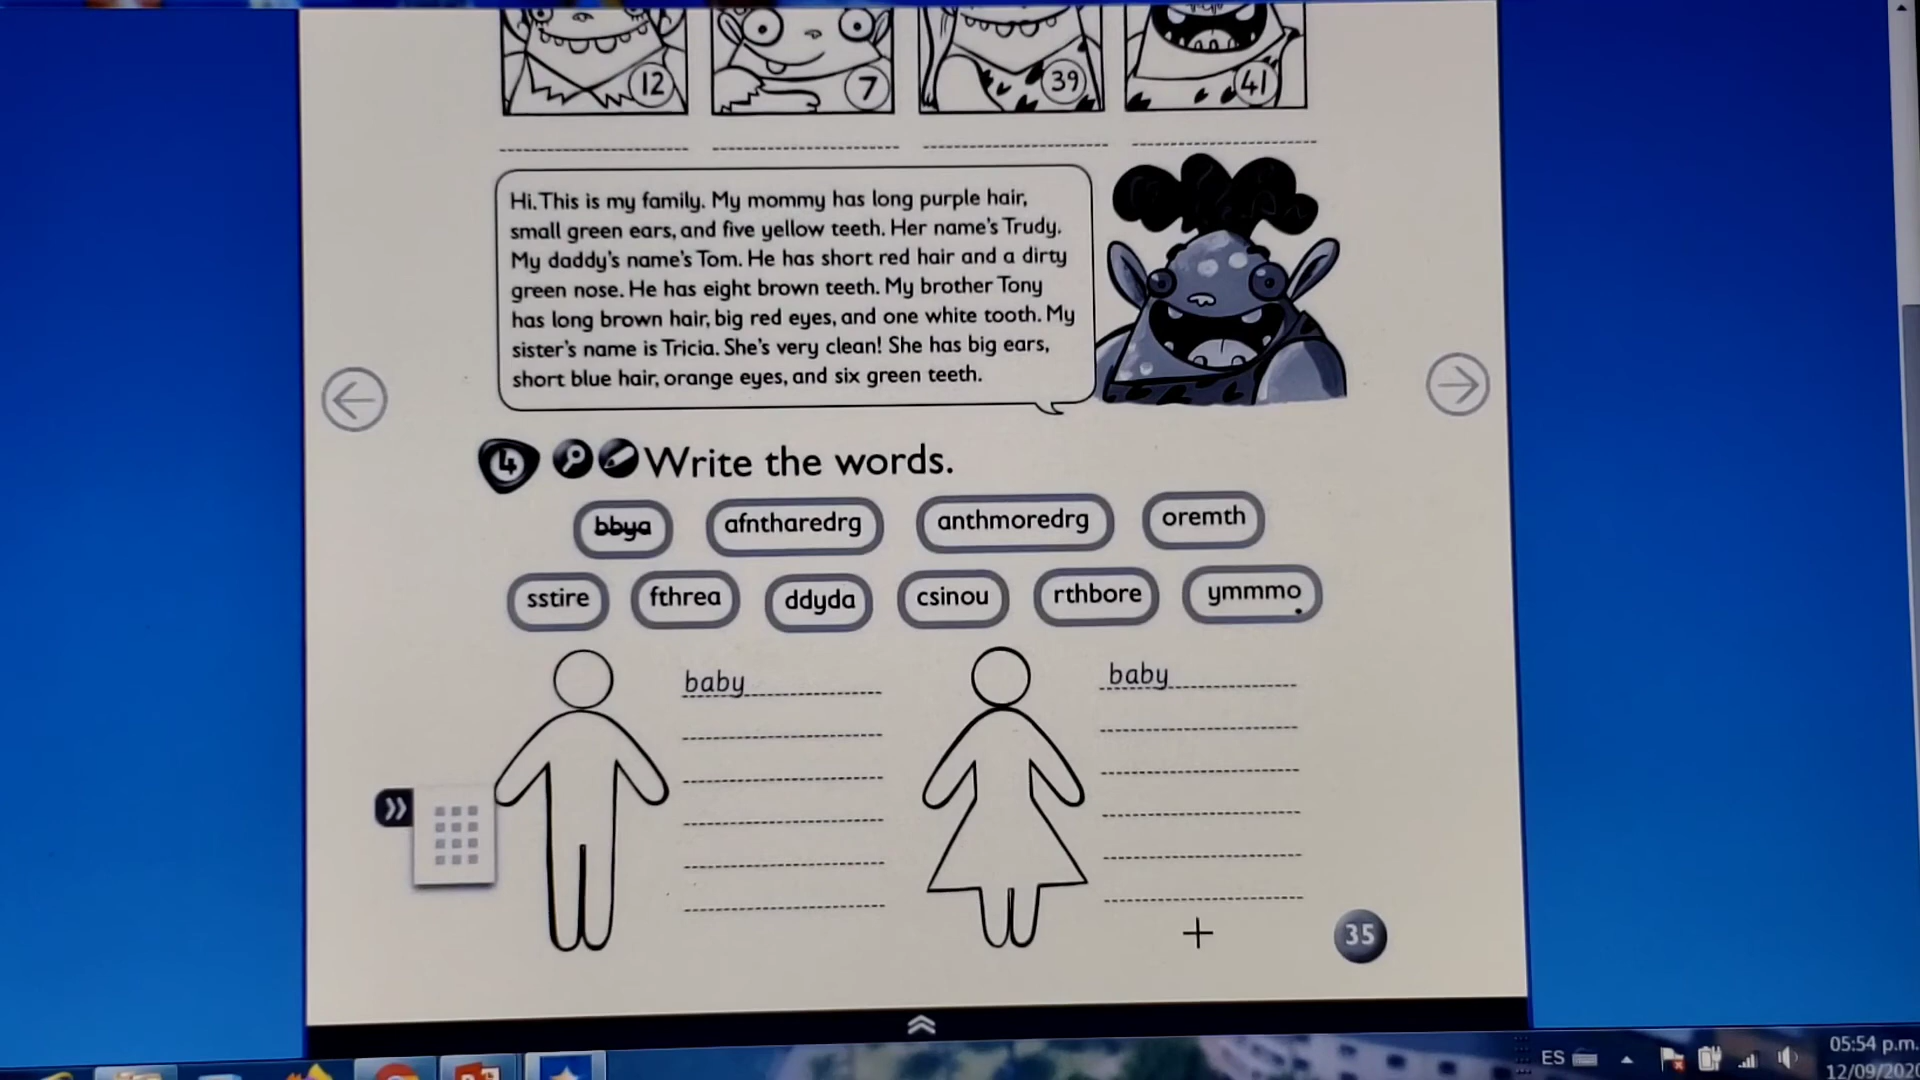 12 7 39 41
Hi. This is my family. My mommy has long purple hair,
small green ears, and five yellow teeth. Her name's Trudy.
My daddy's name's Tom. He has short red hair and a dirty
green nose. He has eight brown teeth. My brother Tony
has long brown hair, big red eyes, and one white tooth. My
sister's name is Tricia. She's very clean! She has big ears,
short blue hair, orange eyes, and six green teeth.
4 Write the words.
bbya afntharedrg anthmoredrg oremth
sstire fthrea ddyda csinou rthbore ymmmo
baby baby
35
ES 05:54 p.m.
12/09/2020